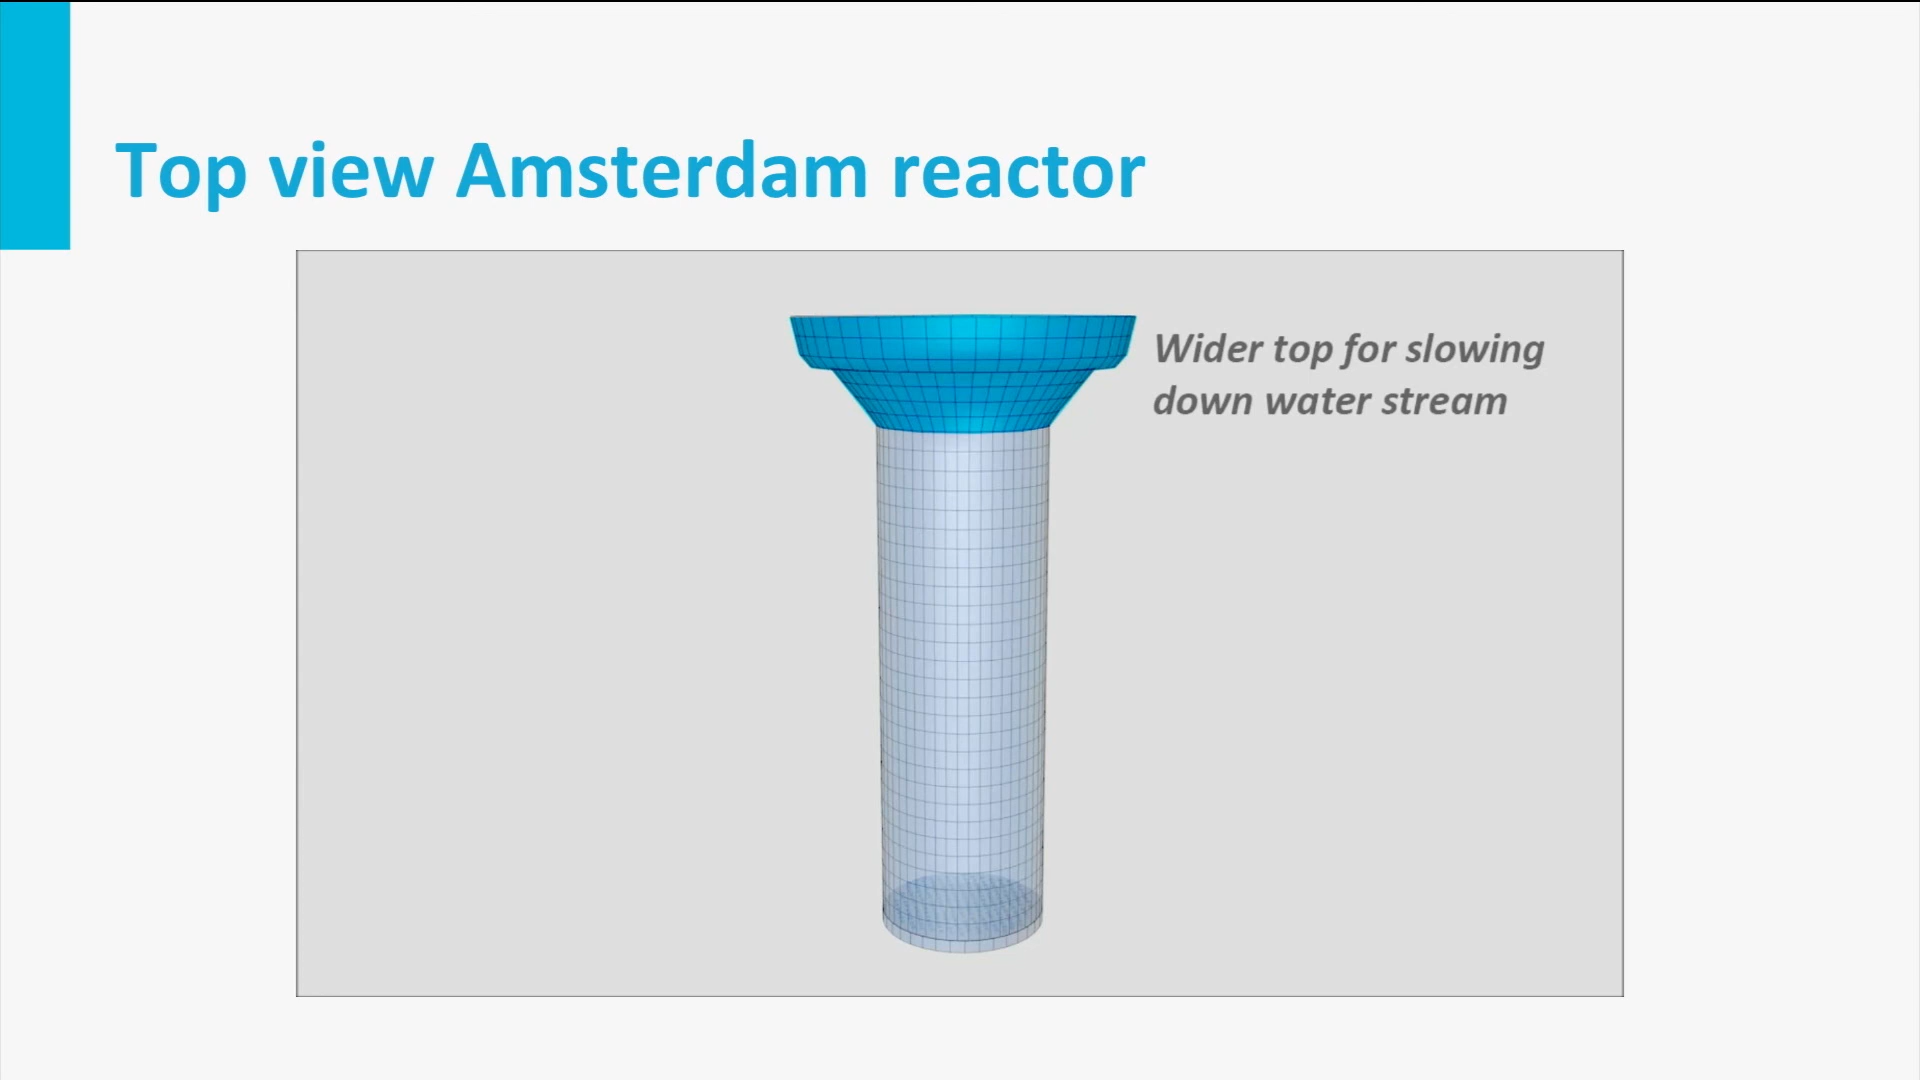 Top view Amsterdam reactor
Wider top for slowing
down water stream